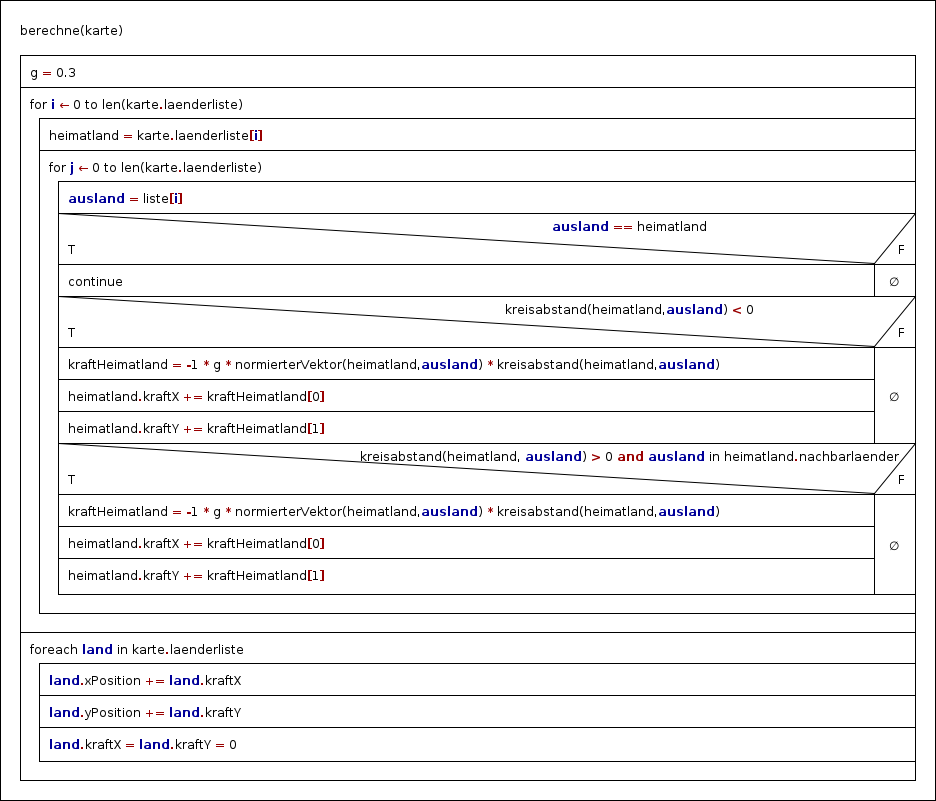 berechne(karte)
g = 0.3
for i ← 0 to len(karte.laenderliste)
heimatland = karte.laenderliste[i]
for j ← 0 to len(karte.laenderliste)
ausland = liste[i]
ausland == heimatland
T F
continue ∅
kreisabstand(heimatland,ausland) < 0
T F
kraftHeimatland = -1 * g * normierterVektor(heimatland,ausland) * kreisabstand(heimatland,ausland)
heimatland.kraftX += kraftHeimatland[0] ∅
heimatland.kraftY += kraftHeimatland[1]
kreisabstand(heimatland, ausland) > 0 and ausland in heimatland.nachbarlaender
T F
kraftHeimatland = -1 * g * normierterVektor(heimatland,ausland) * kreisabstand(heimatland,ausland)
heimatland.kraftX += kraftHeimatland[0] ∅
heimatland.kraftY += kraftHeimatland[1]
foreach land in karte.laenderliste
land.xPosition += land.kraftX
land.yPosition += land.kraftY
land.kraftX = land.kraftY = 0